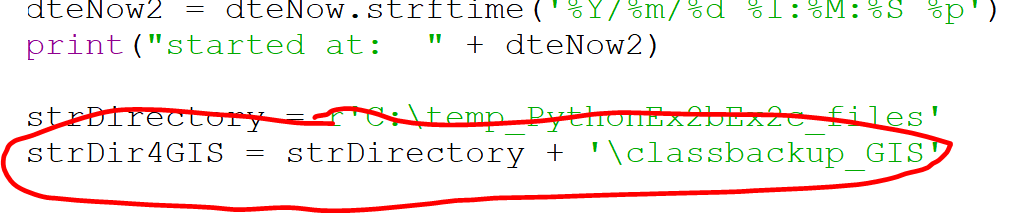 dteNow2 = dteNow.strftime('%Y/%m/%d %I:%M:%S %p')
print("started at:  " + dteNow2)
strDirectory = r'C:\temp_PythonEx2bEx2c_files'
strDir4GIS = strDirectory + '\classbackup_GIS'